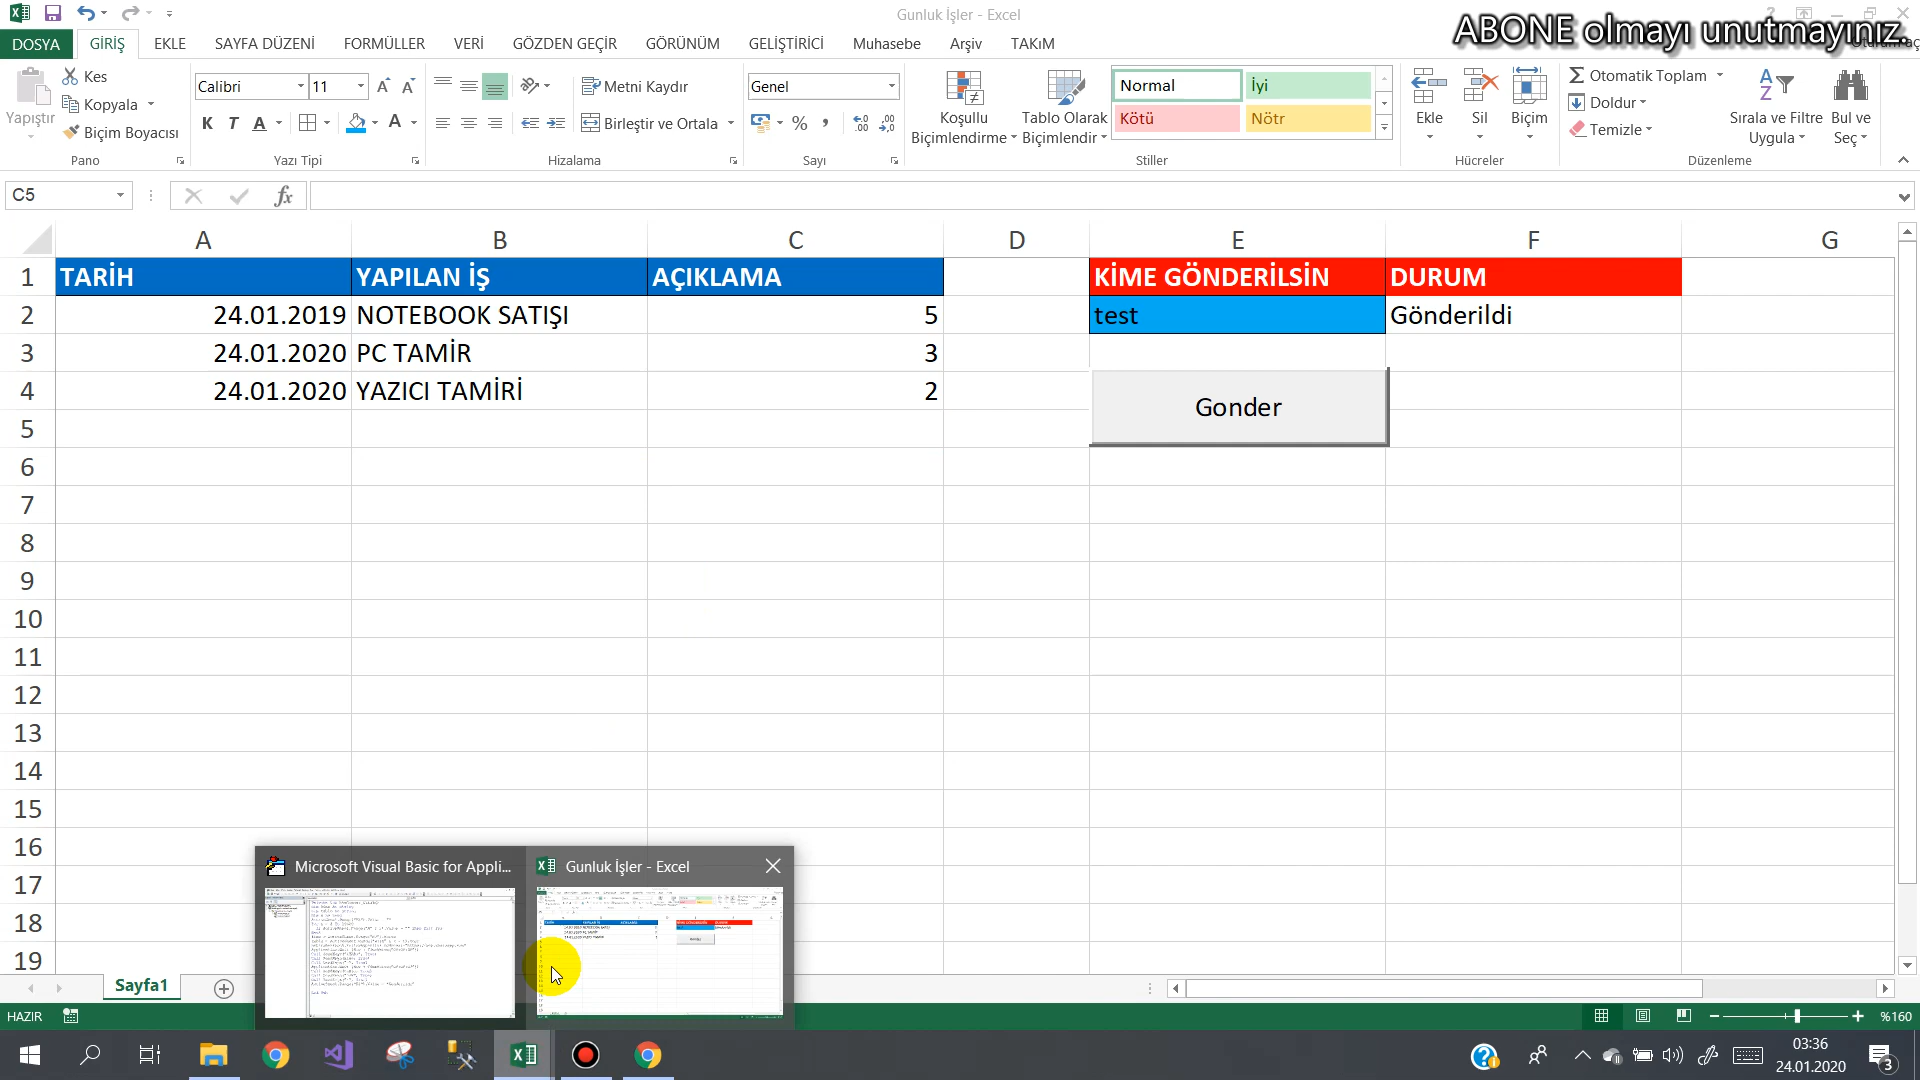 Gunluk İşler - Excel
ABONE olmayı unutmayınız.
DOSYA GİRİŞ EKLE SAYFA DÜZENİ FORMÜLLER VERİ GÖZDEN GEÇİR GÖRÜNÜM GELİŞTİRİCİ Muhasebe Arşiv TAKıM
Yapıştır
Kes
Kopyala
Biçim Boyacısı
Pano
Calibri 11
K T A
Yazı Tipi
Metni Kaydır
Birleştir ve Ortala
Hizalama
Genel
Sayı
Koşullu Biçimlendirme
Tablo Olarak Biçimlendir
Normal İyi
Kötü Nötr
Stiller
Ekle Sil Biçim
Hücreler
Otomatik Toplam
Doldur
Temizle
Sırala ve Filtre Uygula
Bul ve Seç
Düzenleme
C5
fx
A B C D E F G
1 TARİH YAPILAN İŞ AÇIKLAMA KİME GÖNDERİLSİN DURUM
2 24.01.2019 NOTEBOOK SATIŞI 5 test Gönderildi
3 24.01.2020 PC TAMİR 3
4 24.01.2020 YAZICI TAMİRİ 2
Gonder
5
6
7
8
9
10
11
12
13
14
15
16
17
18
19
Microsoft Visual Basic for Appli...
Gunluk İşler - Excel
Sayfa1
HAZIR
%160
03:36
24.01.2020
3